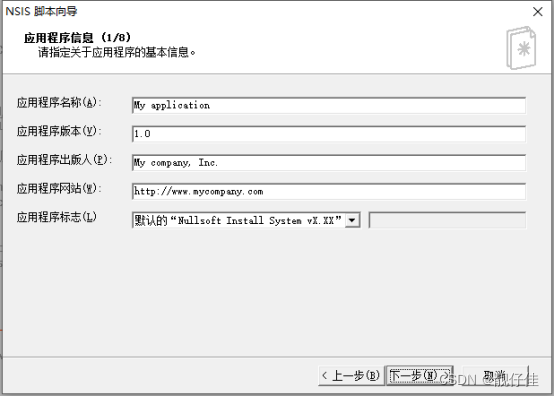 NSIS 脚本向导
应用程序信息 (1/8)
请指定关于应用程序的基本信息。
应用程序名称(A): My application
应用程序版本(V): 1.0
应用程序出版人(P): My company, Inc.
应用程序网站(W): http://www.mycompany.com
应用程序标志(L) 默认的“Nullsoft Install System vX.XX”
< 上一步(B) 下一步(N) > 取消
CSDN @靓仔佳